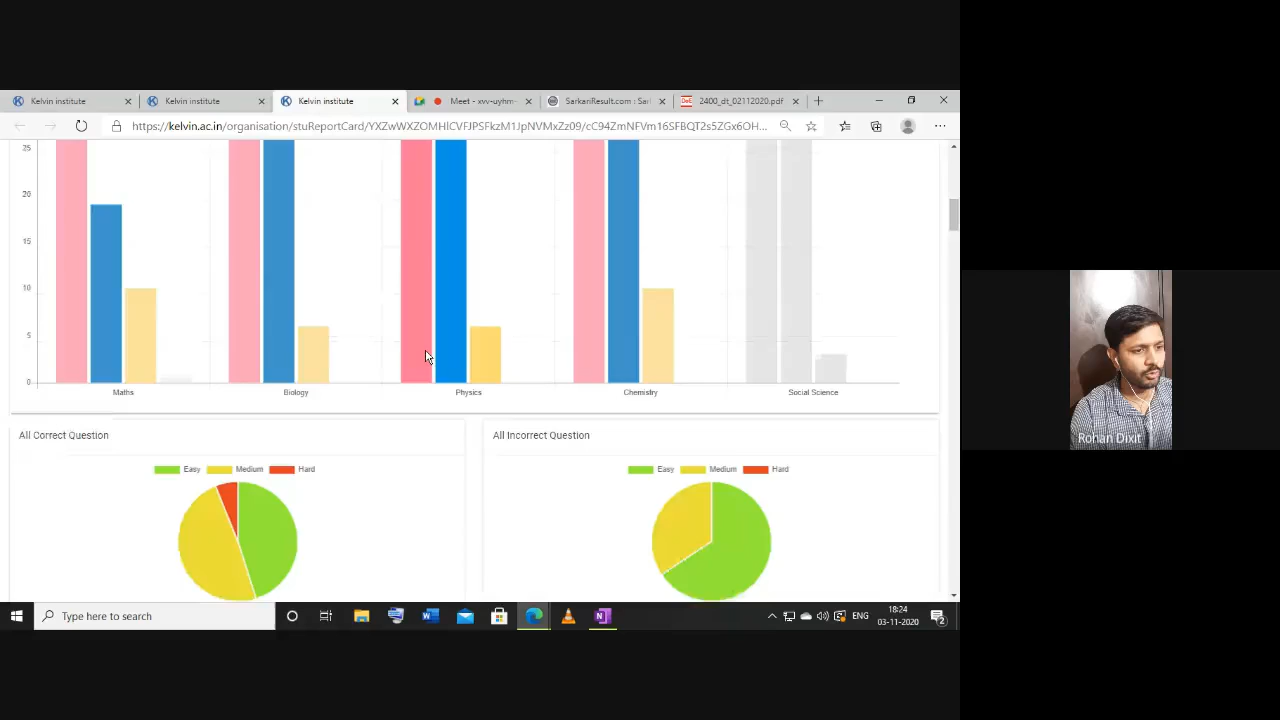 Kelvin institute
Kelvin institute
Kelvin institute
Meet - xvv-uyhm-
SarkariResult.com : Sar
2400_dt_02112020.pdf
https://kelvin.ac.in/organisation/stuReportCard/YXZwWXZOMHlCVFJPSFkzM1JpNVMxZz09/cC94ZmNFVm16SFBQT2s5ZGx6OH...
25
20
15
10
5
0
Maths Biology Physics Chemistry Social Science
All Correct Question
Easy Medium Hard
All Incorrect Question
Easy Medium Hard
Rohan Dixit
Type here to search
ENG
18:24
03-11-2020
2